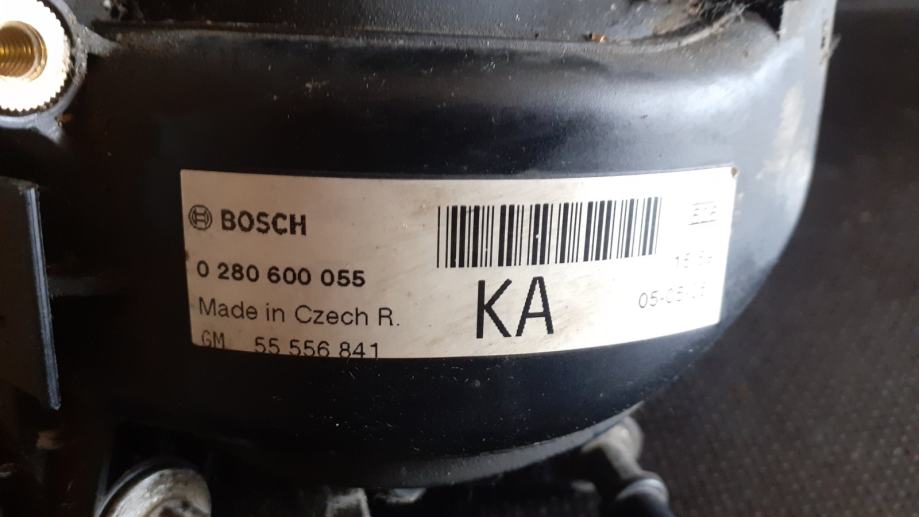 BOSCH
0 280 600 055
Made in Czech R.
GM 55 556 841
KA